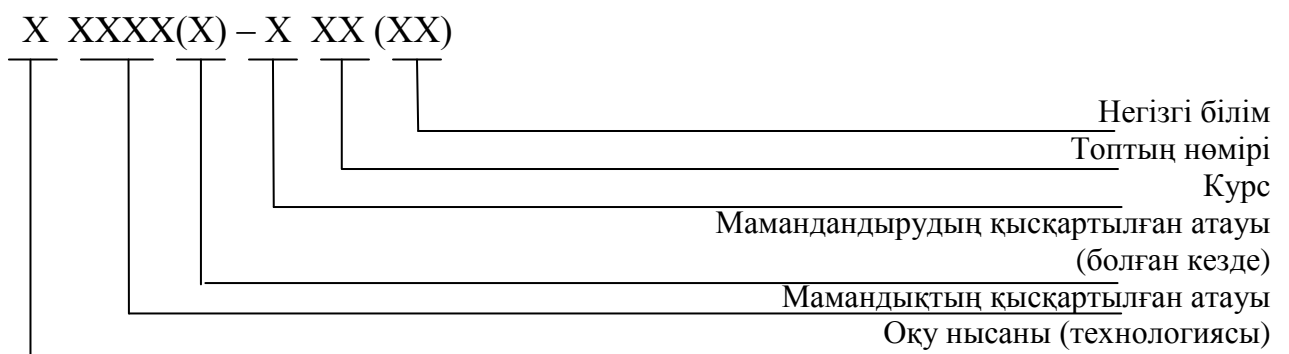 X XXXX(X) – X XX (XX)
Негізгі білім
Топтың нөмірі
Курс
Мамандандырудың қысқартылған атауы
(болған кезде)
Мамандықтың қысқартылған атауы
Оқу нысаны (технологиясы)